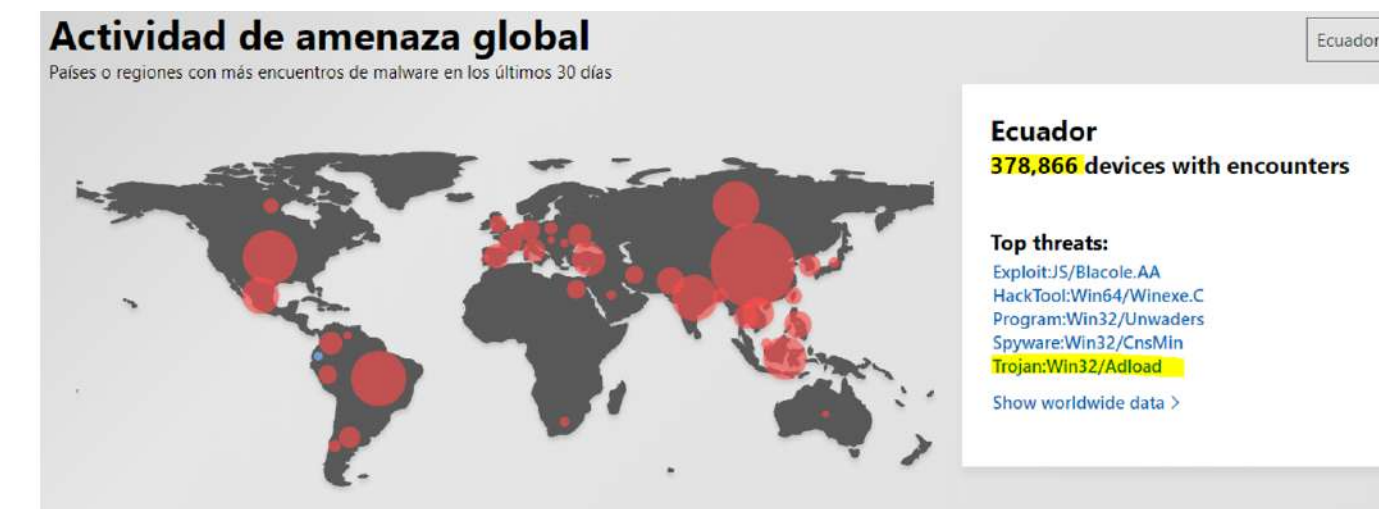 Actividad de amenaza global
Países o regiones con más encuentros de malware en los últimos 30 días
Ecuador
Ecuador
378,866 devices with encounters
Top threats:
Exploit:JS/Blacole.AA
HackTool:Win64/Winexe.C
Program:Win32/Unwaders
Spyware:Win32/CnsMin
Trojan:Win32/Adload
Show worldwide data >